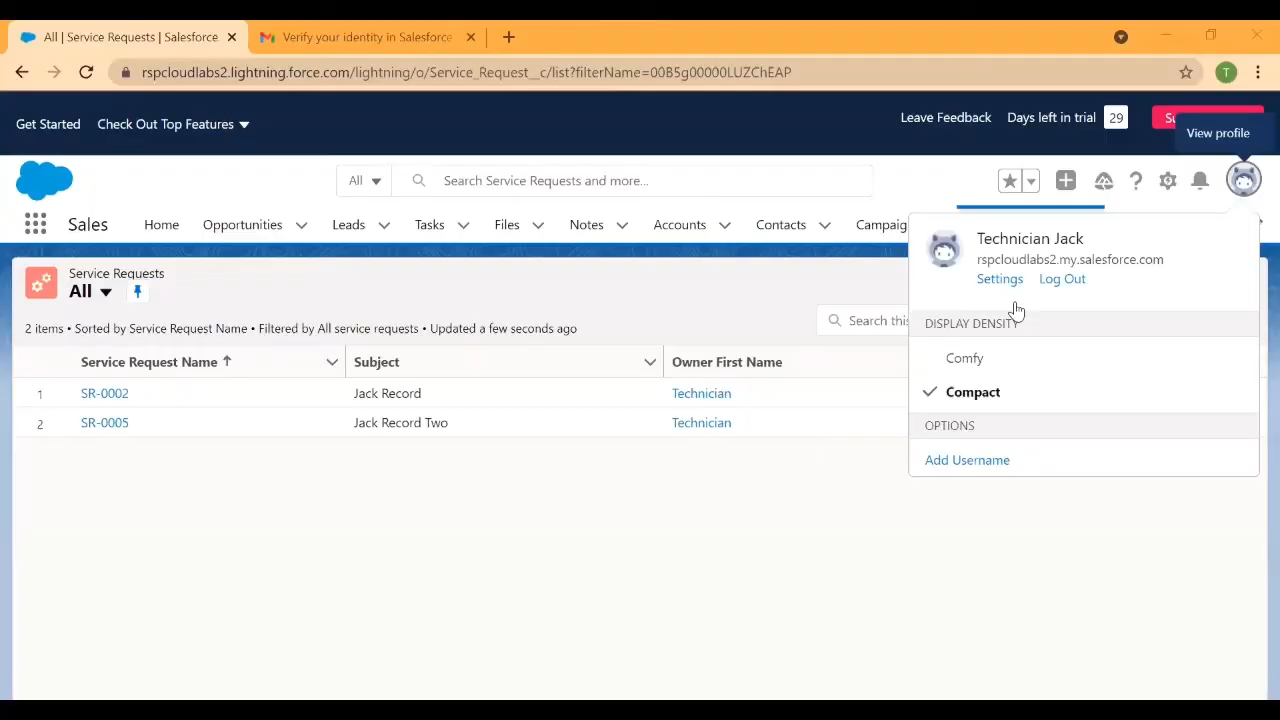 All | Service Requests | Salesforce
Verify your identity in Salesforce
rspcloudlabs2.lightning.force.com/lightning/o/Service_Request__c/list?filterName=00B5g00000LUZChEAP
T
Get Started
Check Out Top Features
Leave Feedback
Days left in trial
29
View profile
All
Search Service Requests and more...
Sales
Home
Opportunities
Leads
Tasks
Files
Notes
Accounts
Contacts
Campaig
Technician Jack
rspcloudlabs2.my.salesforce.com
Settings
Log Out
Service Requests
All
2 items • Sorted by Service Request Name • Filtered by All service requests • Updated a few seconds ago
Search this
DISPLAY DENSITY
Comfy
Compact
OPTIONS
Add Username
Service Request Name
Subject
Owner First Name
1
SR-0002
Jack Record
Technician
2
SR-0005
Jack Record Two
Technician